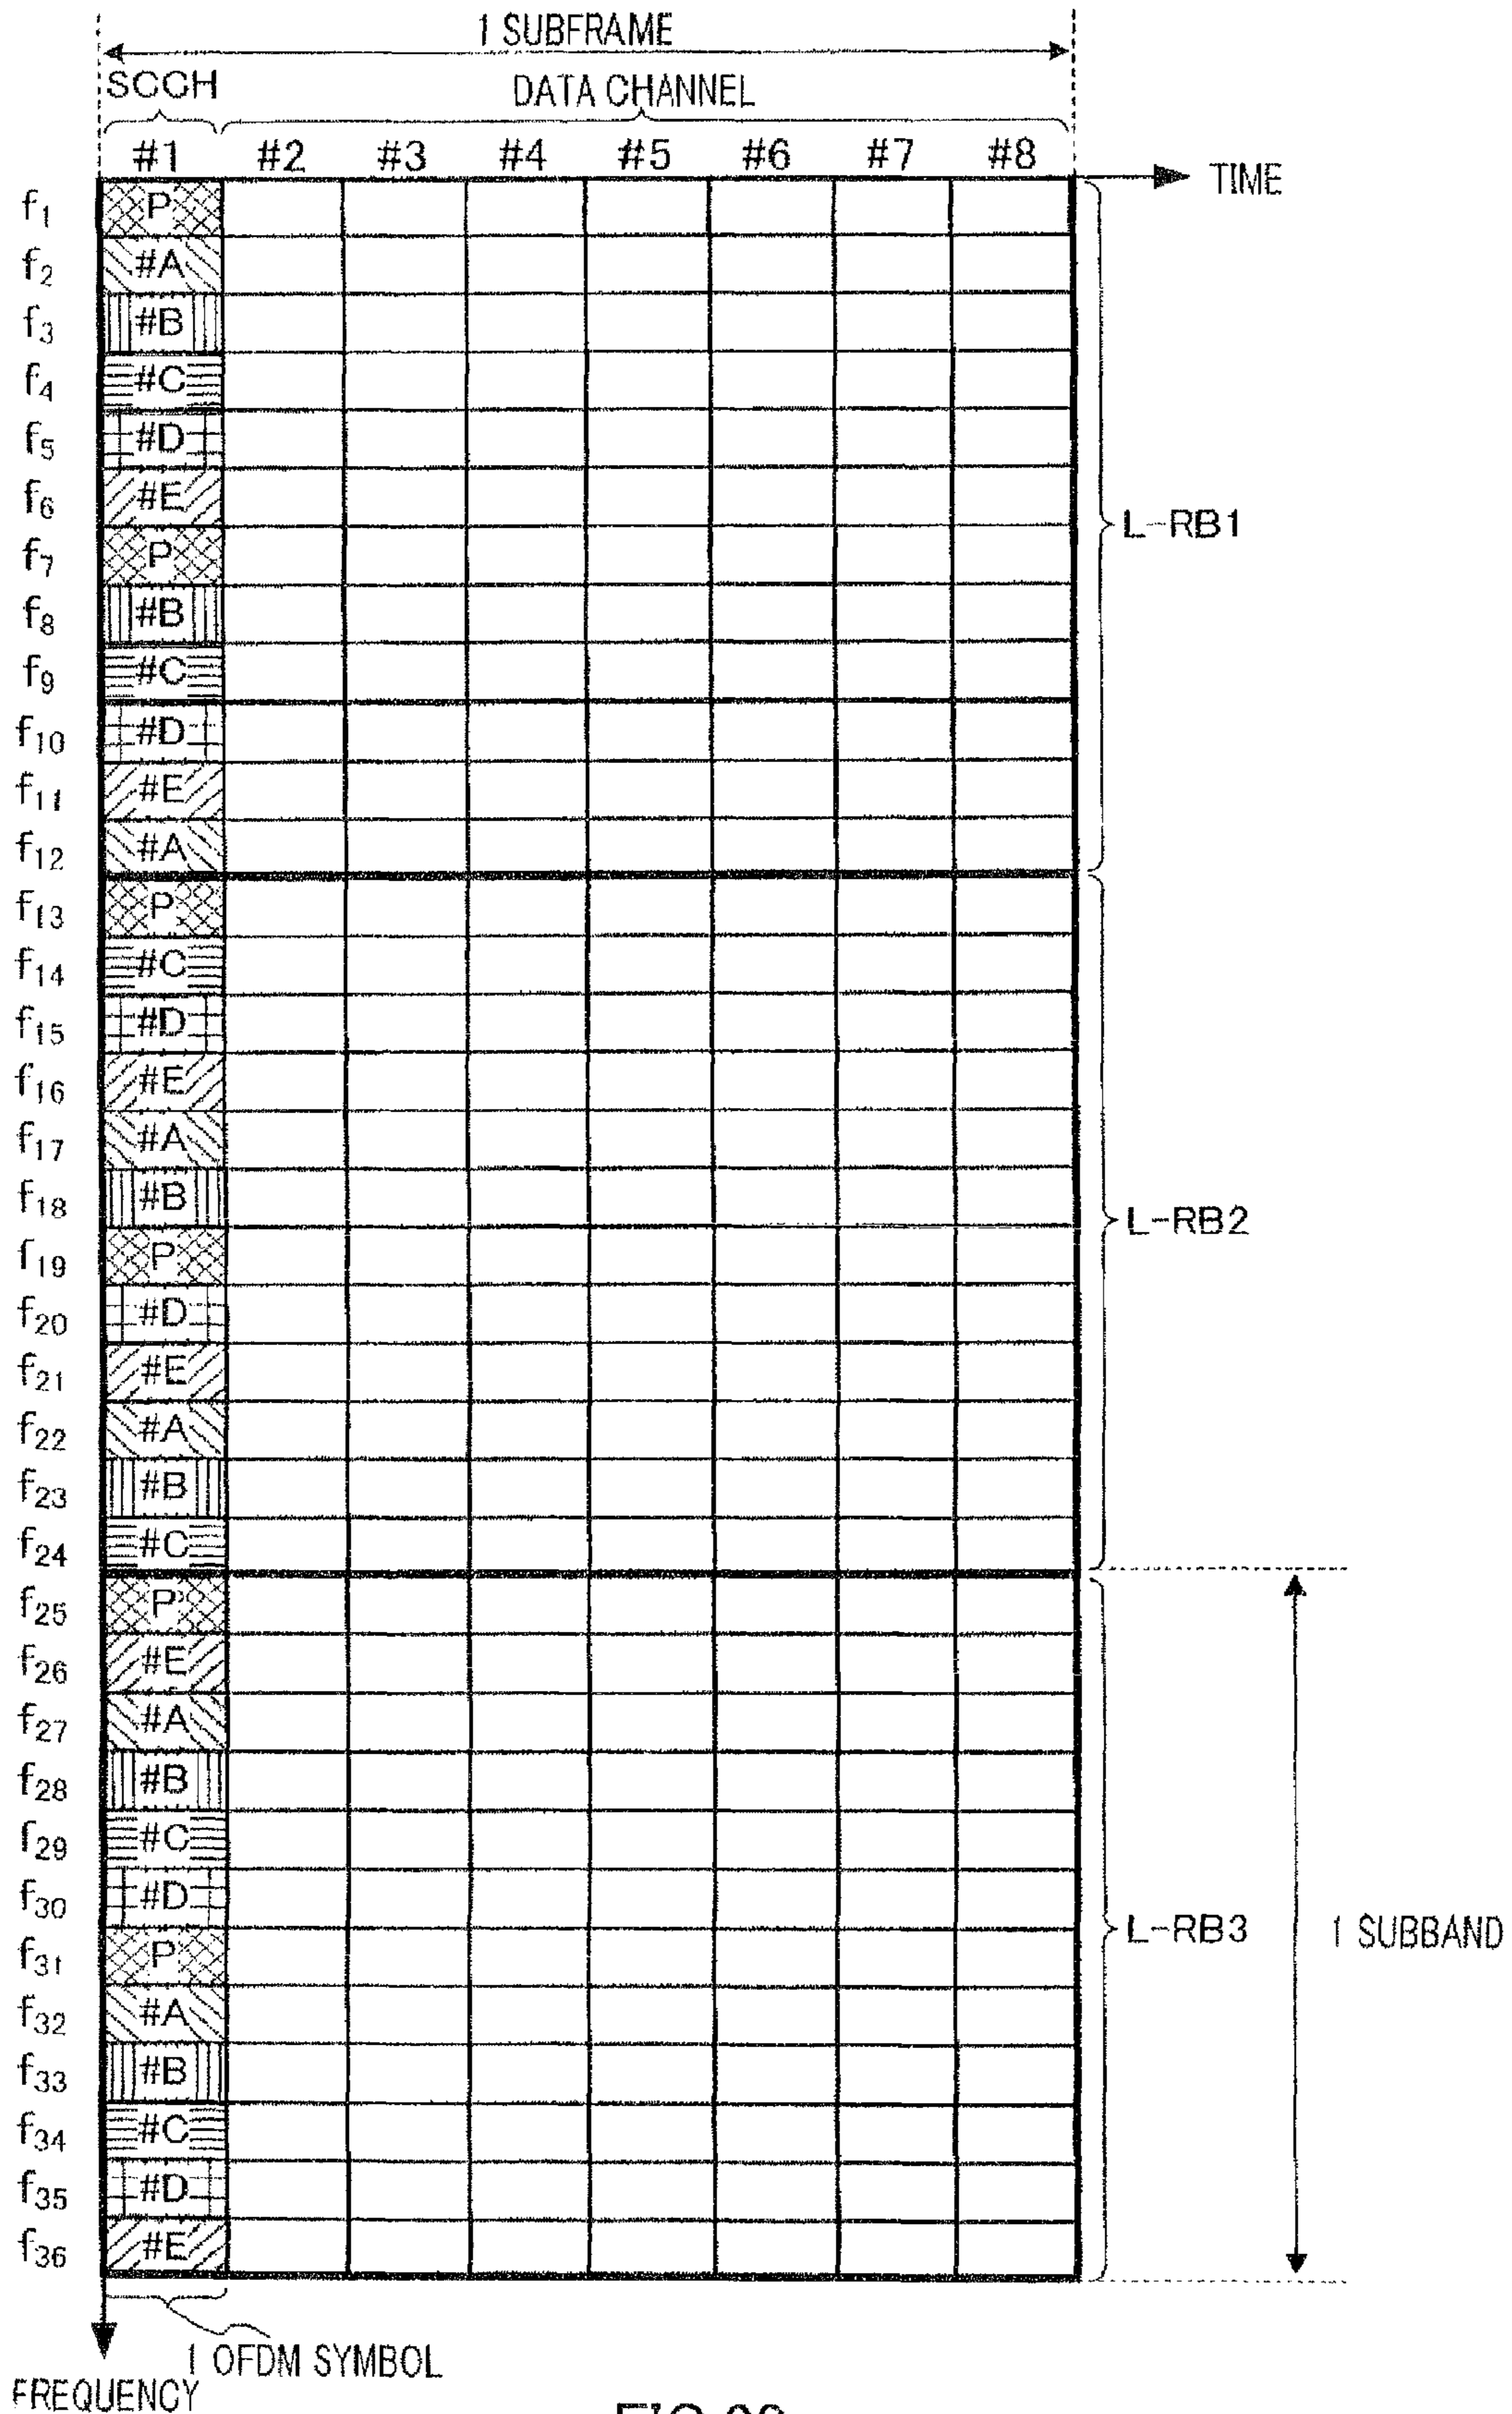 1 SUBFRAME
SCCH DATA CHANNEL
#1 #2 #3 #4 #5 #6 #7 #8
TIME
f1 P
f2 #A
f3 #B
f4 #C
f5 #D
f6 #E
f7 P
f8 #B
f9 #C
f10 #D
f11 #E
f12 #A
L-RB1
f13 P
f14 #C
f15 #D
f16 #E
f17 #A
f18 #B
f19 P
f20 #D
f21 #E
f22 #A
f23 #B
f24 #C
L-RB2
f25 P
f26 #E
f27 #A
f28 #B
f29 #C
f30 #D
f31 P
f32 #A
f33 #B
f34 #C
f35 #D
f36 #E
L-RB3
1 SUBBAND
1 OFDM SYMBOL
FREQUENCY